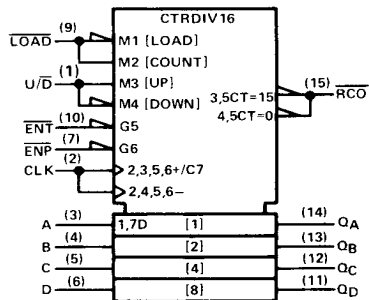 CTRDIV16
LOAD (9) M1 [LOAD]
M2 [COUNT]
U/D (1) M3 [UP]
M4 [DOWN]
ENT (10) G5
ENP (7) G6
CLK (2) 2,3,5,6+/C7
2,4,5,6−
3,5CT=15 (15) RCO
4,5CT=0
A (3) 1,7D [1] (14) QA
B (4) [2] (13) QB
C (5) [4] (12) QC
D (6) [8] (11) QD